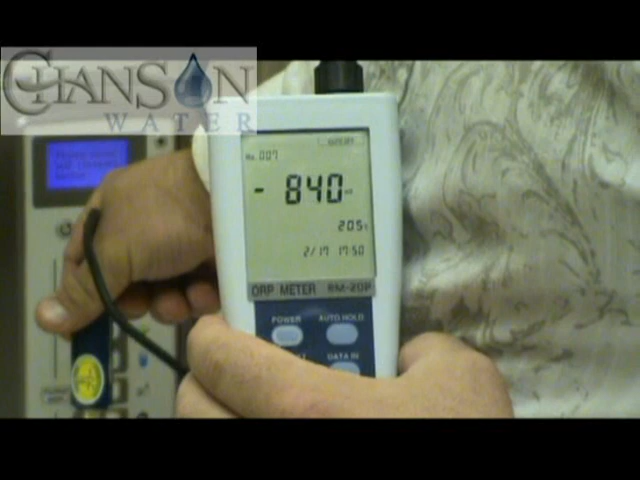 CHANSON
WATER
No. 007
- 840 mV
20.5℃
2/17 17:50
ORP METER RM-20P
POWER AUTO HOLD
DATA IN